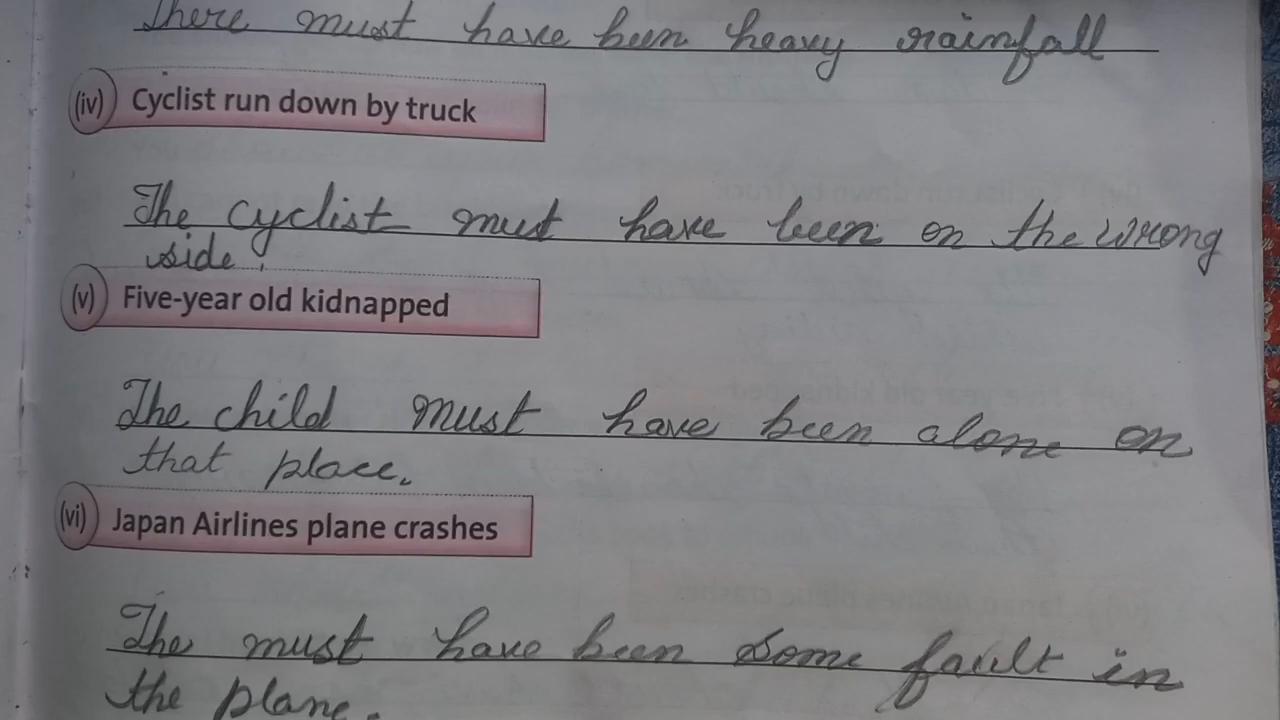 There must have been heavy rainfall
(iv) Cyclist run down by truck
The cyclist must have been on the wrong
side.
(v) Five-year old kidnapped
The child must have been alone on
that place.
(vi) Japan Airlines plane crashes
The must have been some fault in
the plane.